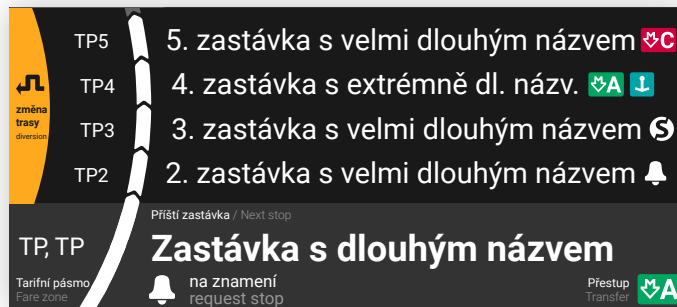 TP5 5. zastávka s velmi dlouhým názvem C
TP4 4. zastávka s extrémně dl. názv. A
TP3 3. zastávka s velmi dlouhým názvem S
TP2 2. zastávka s velmi dlouhým názvem
změna
trasy
diversion
Příští zastávka / Next stop
TP, TP Zastávka s dlouhým názvem
Tarifní pásmo na znamení Přestup A
Fare zone request stop Transfer